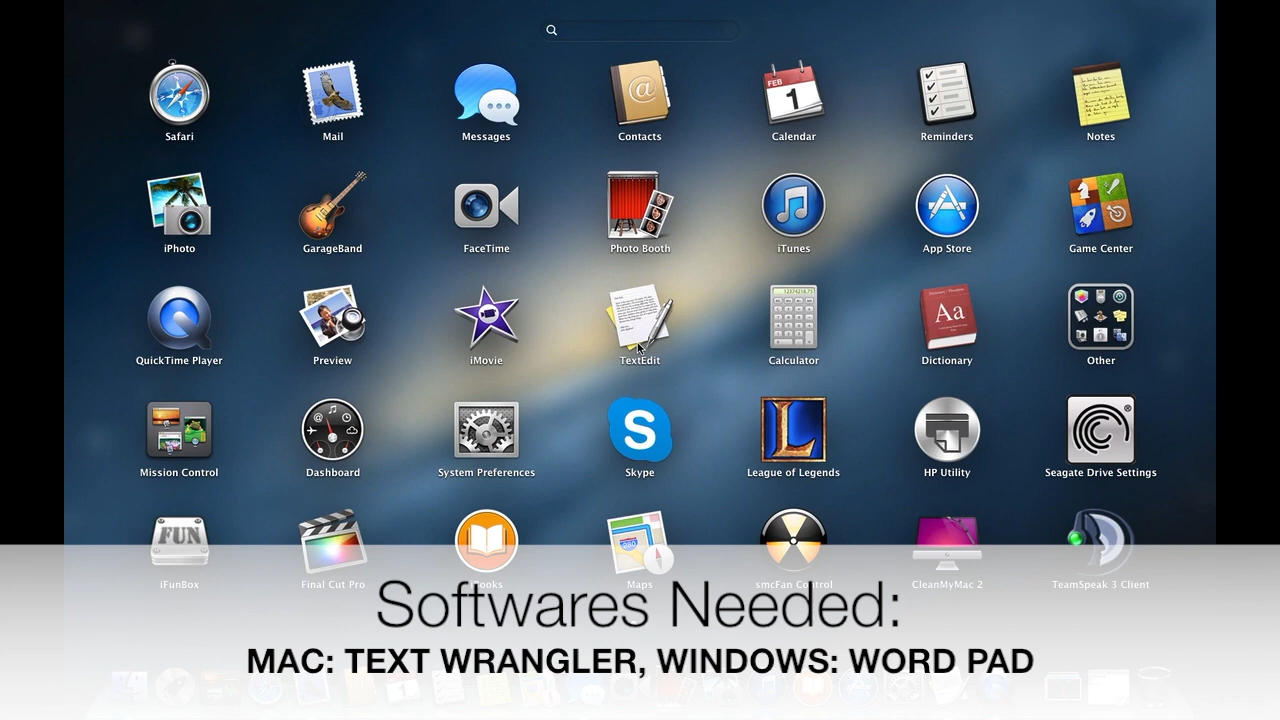 Safari
Mail
Messages
Contacts
FEB
1
Calendar
Reminders
Notes
iPhoto
GarageBand
FaceTime
Photo Booth
iTunes
App Store
Game Center
QuickTime Player
Preview
iMovie
TextEdit
Calculator
Aa
Dictionary
Other
Mission Control
Dashboard
System Preferences
S
Skype
L
League of Legends
HP Utility
Seagate Drive Settings
FUN
iFunBox
Final Cut Pro
280
Maps
smcFan Control
CleanMyMac 2
TeamSpeak 3 Client
Softwares Needed:
MAC: TEXT WRANGLER, WINDOWS: WORD PAD